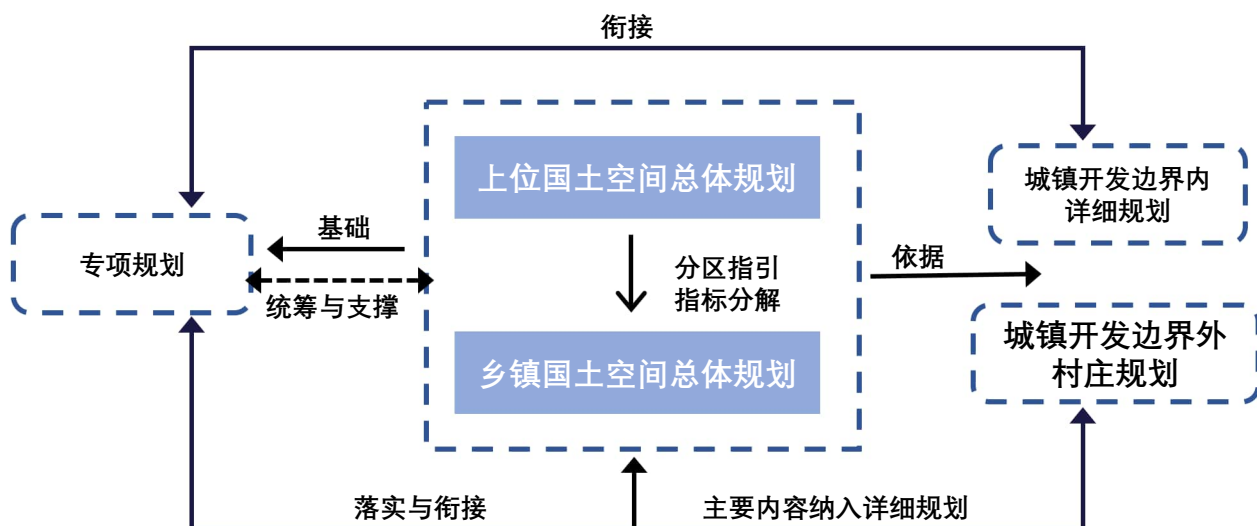 衔接
上位国土空间总体规划
城镇开发边界内
详细规划
专项规划
基础
统筹与支撑
分区指引
指标分解
依据
乡镇国土空间总体规划
城镇开发边界外
村庄规划
落实与衔接
主要内容纳入详细规划